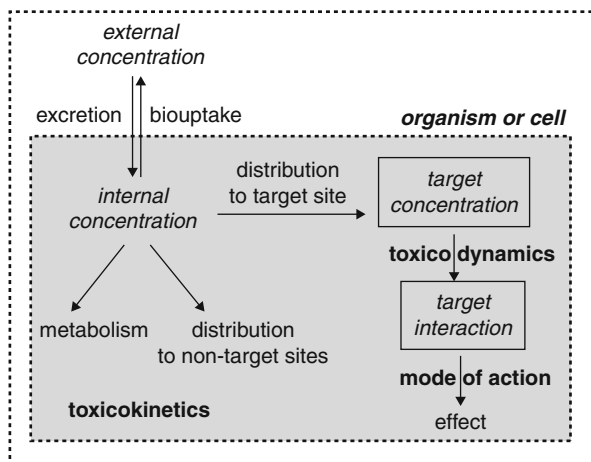 external
concentration
excretion
biouptake
organism or cell
internal
concentration
distribution
to target site
target
concentration
toxico dynamics
target
interaction
metabolism
distribution
to non-target sites
mode of action
toxicokinetics
effect